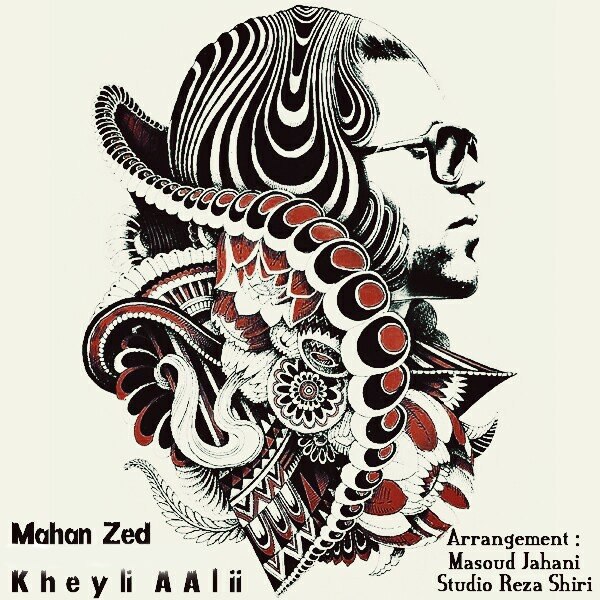 Mahan Zed
Kheyli AAlii
Arrangement :
Masoud Jahani
Studio Reza Shiri